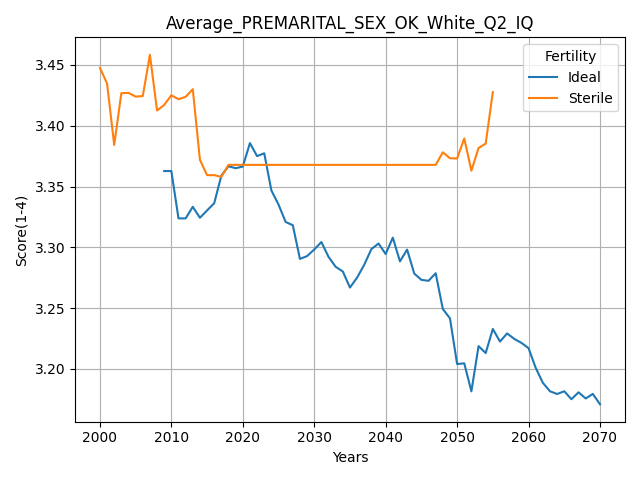 Average_PREMARITAL_SEX_OK_White_Q2_IQ
Fertility
Ideal
Sterile
Score(1-4)
3.45
3.40
3.35
3.30
3.25
3.20
2000 2010 2020 2030 2040 2050 2060 2070
Years